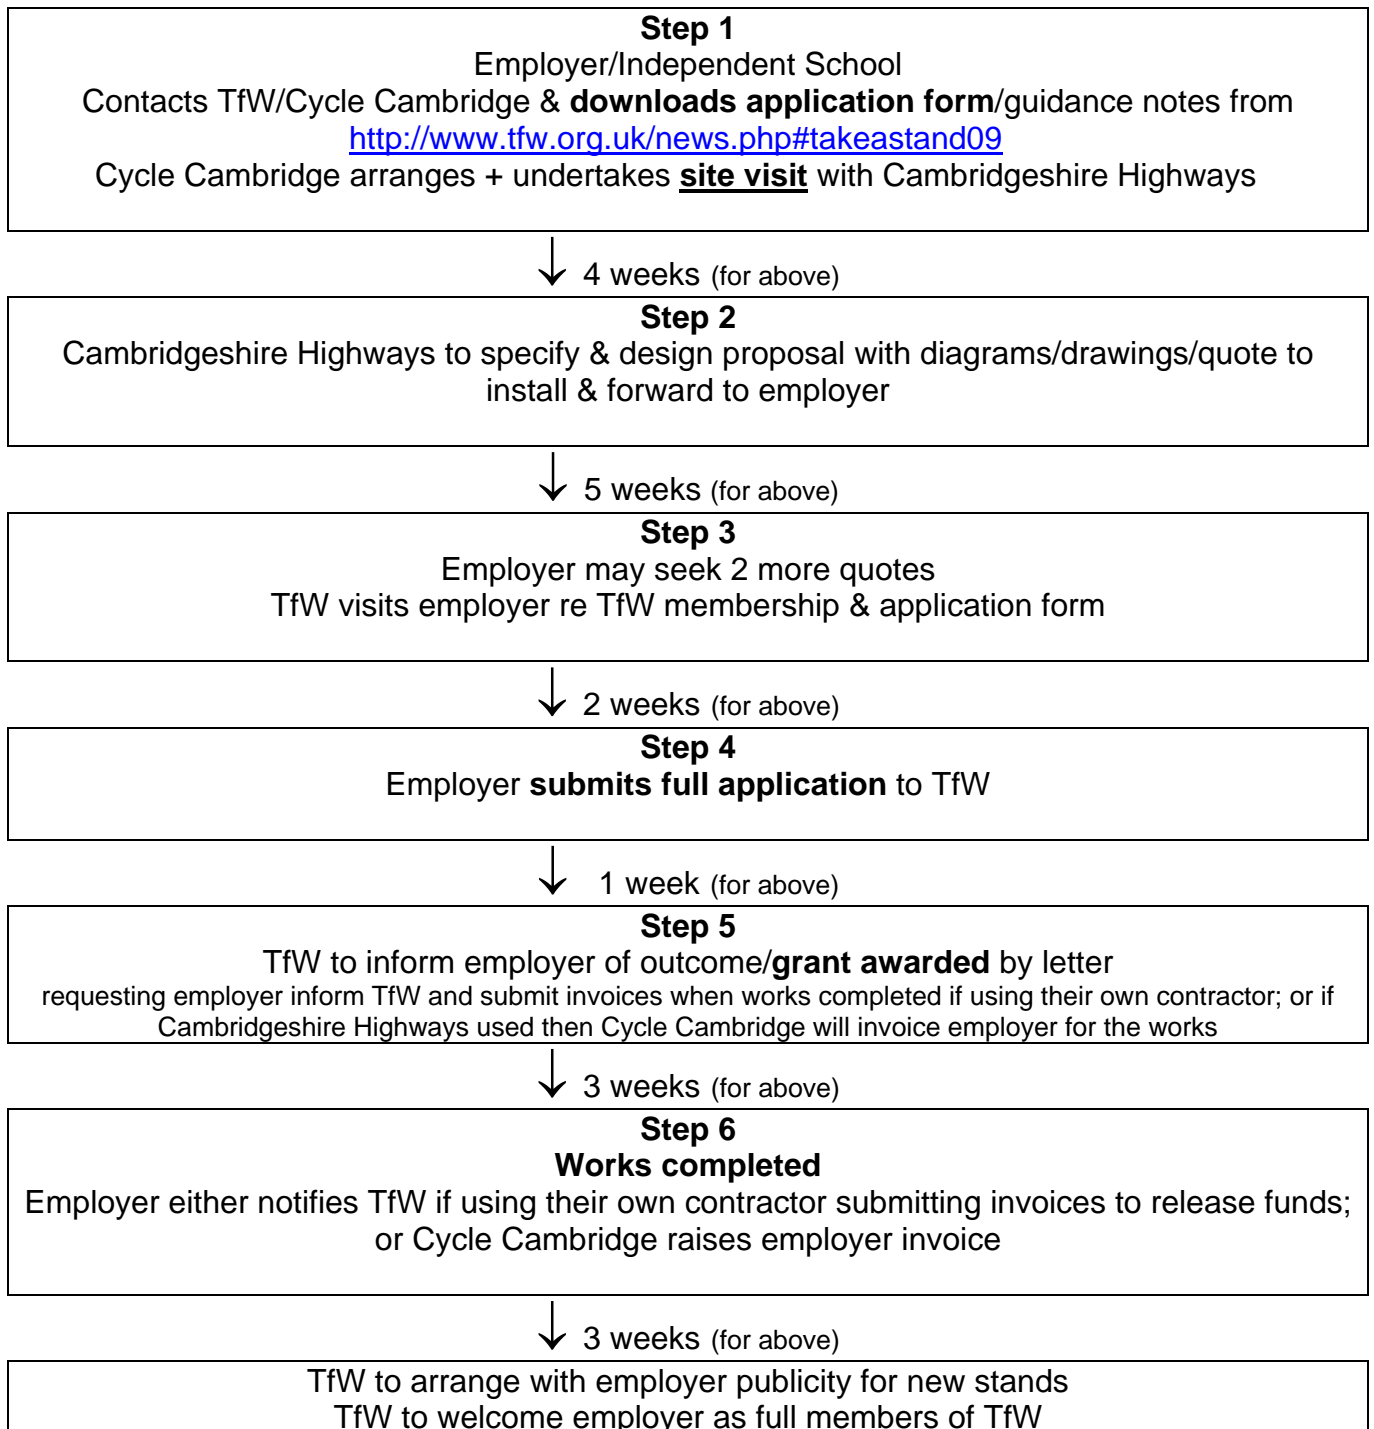 Step 1
Employer/Independent School
Contacts TfW/Cycle Cambridge & downloads application form/guidance notes from
http://www.tfw.org.uk/news.php#takeastand09
Cycle Cambridge arranges + undertakes site visit with Cambridgeshire Highways
4 weeks (for above)
Step 2
Cambridgeshire Highways to specify & design proposal with diagrams/drawings/quote to
install & forward to employer
5 weeks (for above)
Step 3
Employer may seek 2 more quotes
TfW visits employer re TfW membership & application form
2 weeks (for above)
Step 4
Employer submits full application to TfW
1 week (for above)
Step 5
TfW to inform employer of outcome/grant awarded by letter
requesting employer inform TfW and submit invoices when works completed if using their own contractor; or if
Cambridgeshire Highways used then Cycle Cambridge will invoice employer for the works
3 weeks (for above)
Step 6
Works completed
Employer either notifies TfW if using their own contractor submitting invoices to release funds;
or Cycle Cambridge raises employer invoice
3 weeks (for above)
TfW to arrange with employer publicity for new stands
TfW to welcome employer as full members of TfW